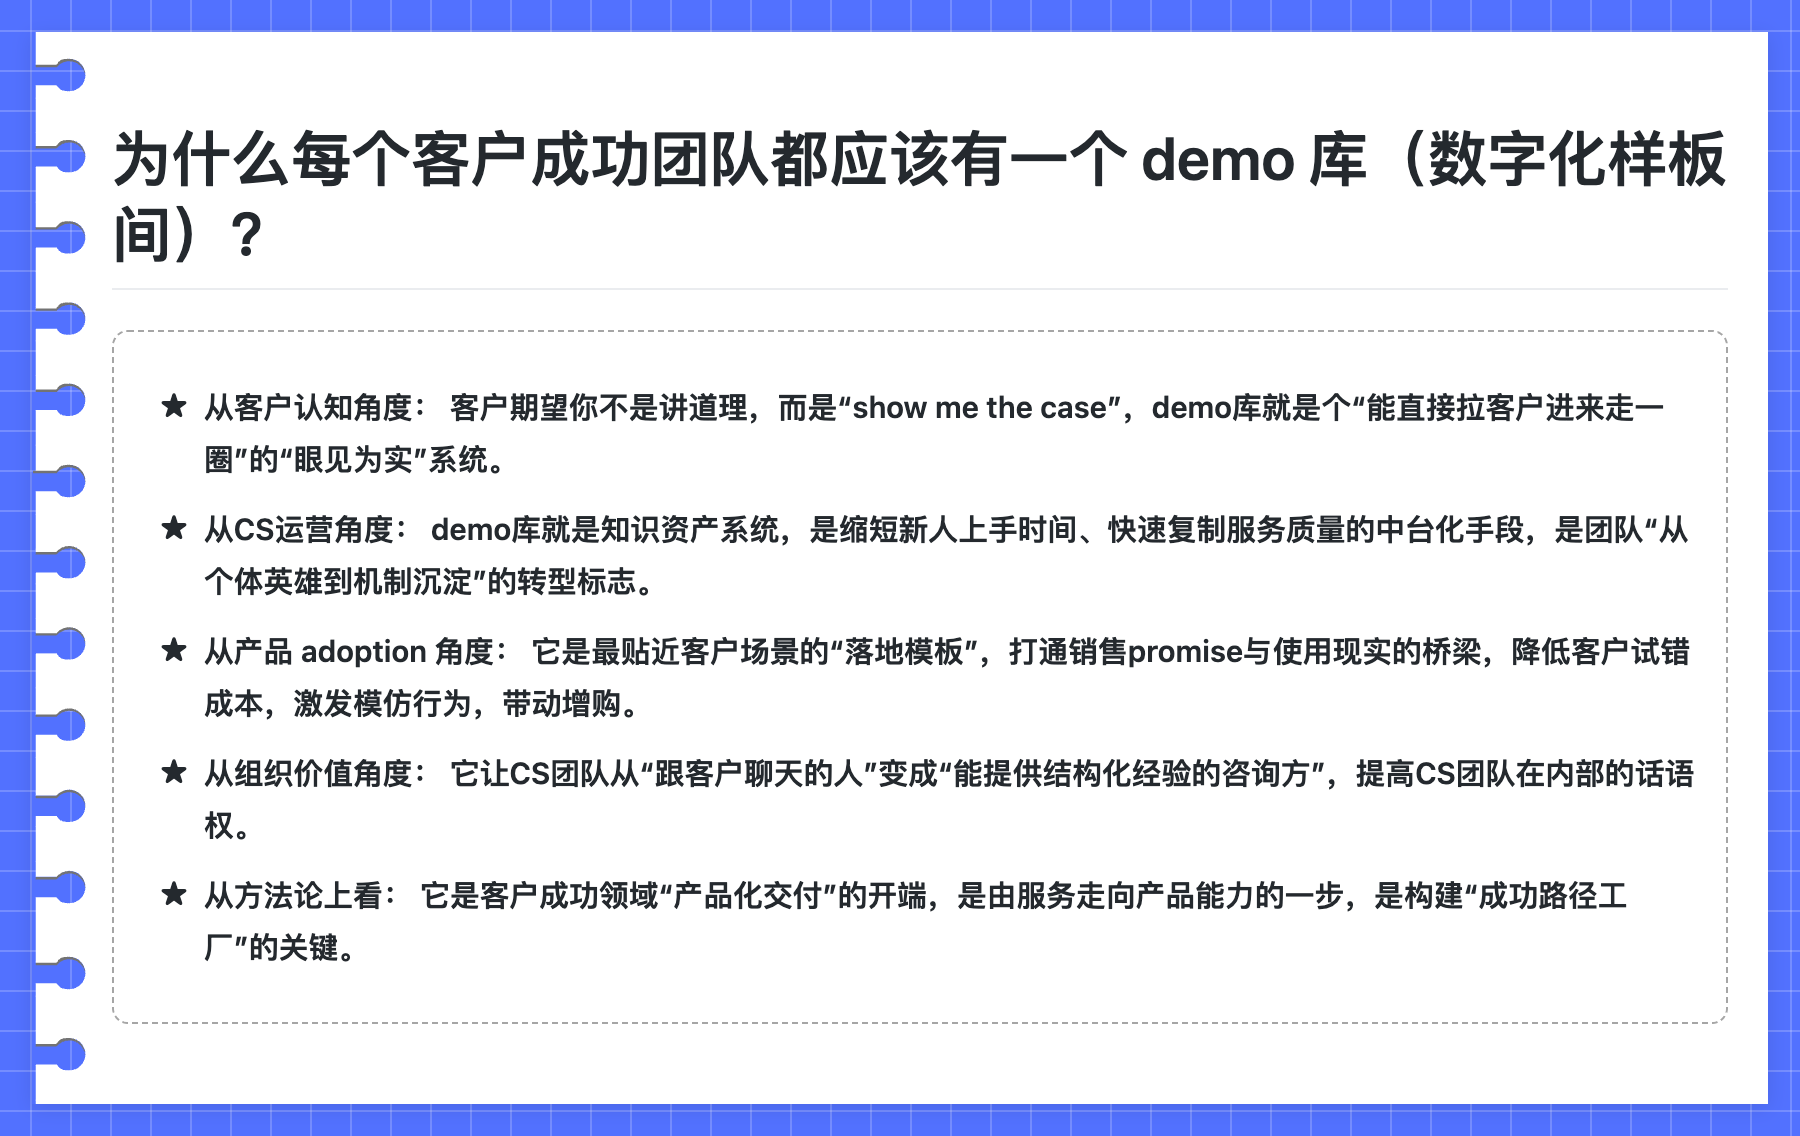 为什么每个客户成功团队都应该有一个 demo 库（数字化样板
间）？
★ 从客户认知角度： 客户期望你不是讲道理，而是“show me the case”，demo库就是个“能直接拉客户进来走一
圈”的“眼见为实”系统。
★ 从CS运营角度： demo库就是知识资产系统，是缩短新人上手时间、快速复制服务质量的中台化手段，是团队“从
个体英雄到机制沉淀”的转型标志。
★ 从产品 adoption 角度： 它是最贴近客户场景的“落地模板”，打通销售promise与使用现实的桥梁，降低客户试错
成本，激发模仿行为，带动增购。
★ 从组织价值角度： 它让CS团队从“跟客户聊天的人”变成“能提供结构化经验的咨询方”，提高CS团队在内部的话语
权。
★ 从方法论上看： 它是客户成功领域“产品化交付”的开端，是由服务走向产品能力的一步，是构建“成功路径工
厂”的关键。